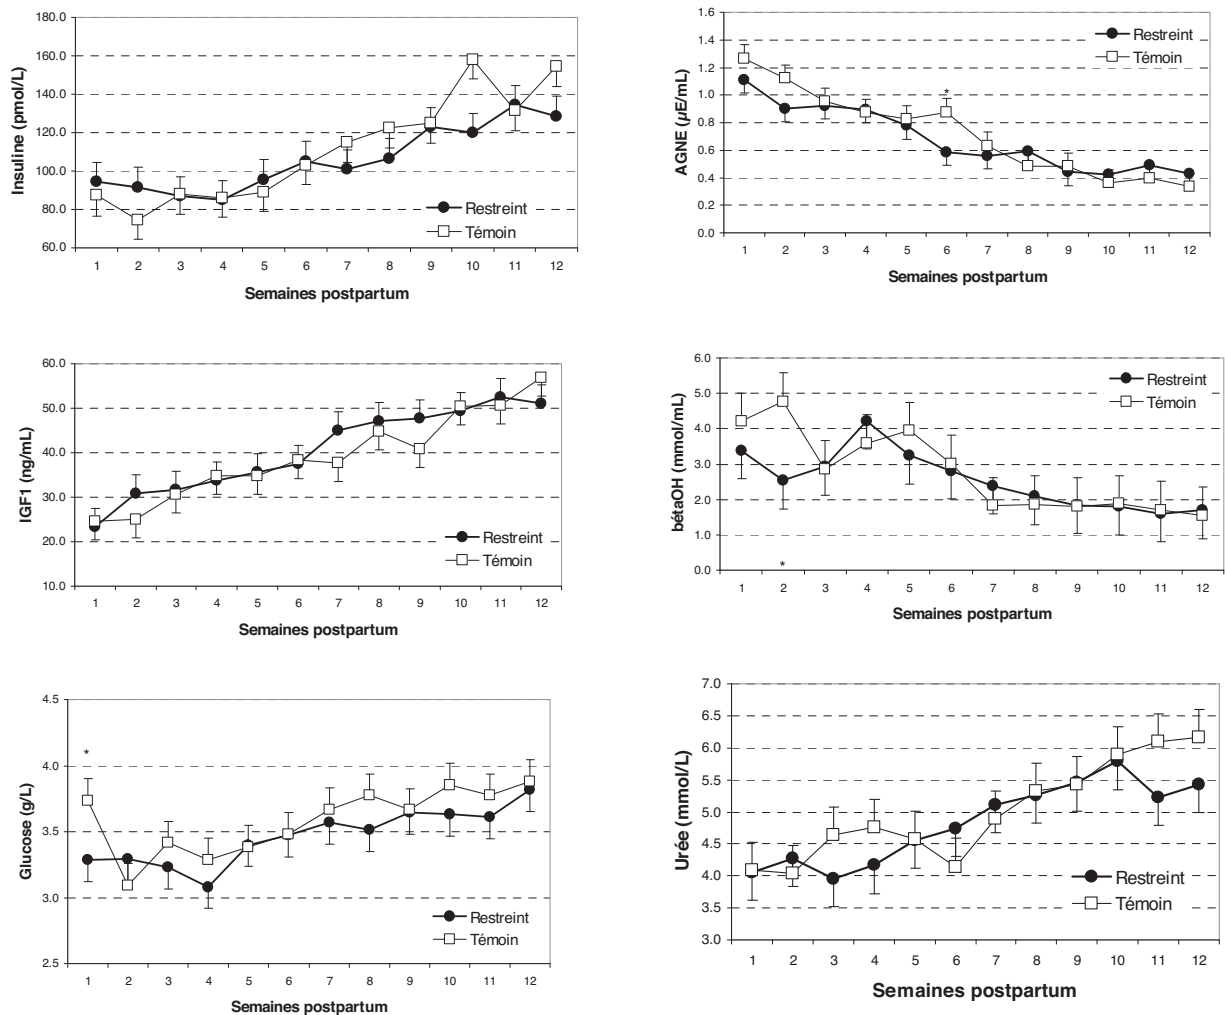 180.0
160.0
140.0
120.0
100.0
80.0
60.0
Insuline (pmol/L)
Restreint
Témoin
1 2 3 4 5 6 7 8 9 10 11 12
Semaines postpartum
1.6
1.4
1.2
1.0
0.8
0.6
0.4
0.2
0.0
AGNE (µE/mL)
Restreint
Témoin
*
1 2 3 4 5 6 7 8 9 10 11 12
Semaines postpartum
60.0
50.0
40.0
30.0
20.0
10.0
IGF1 (ng/mL)
Restreint
Témoin
1 2 3 4 5 6 7 8 9 10 11 12
Semaines postpartum
6.0
5.0
4.0
3.0
2.0
1.0
0.0
bétaOH (mmol/mL)
Restreint
Témoin
*
1 2 3 4 5 6 7 8 9 10 11 12
Semaines postpartum
4.5
4.0
3.5
3.0
2.5
Glucose (g/L)
*
Restreint
Témoin
1 2 3 4 5 6 7 8 9 10 11 12
Semaines postpartum
7.0
6.5
6.0
5.5
5.0
4.5
4.0
3.5
3.0
Urée (mmol/L)
Restreint
Témoin
1 2 3 4 5 6 7 8 9 10 11 12
Semaines postpartum